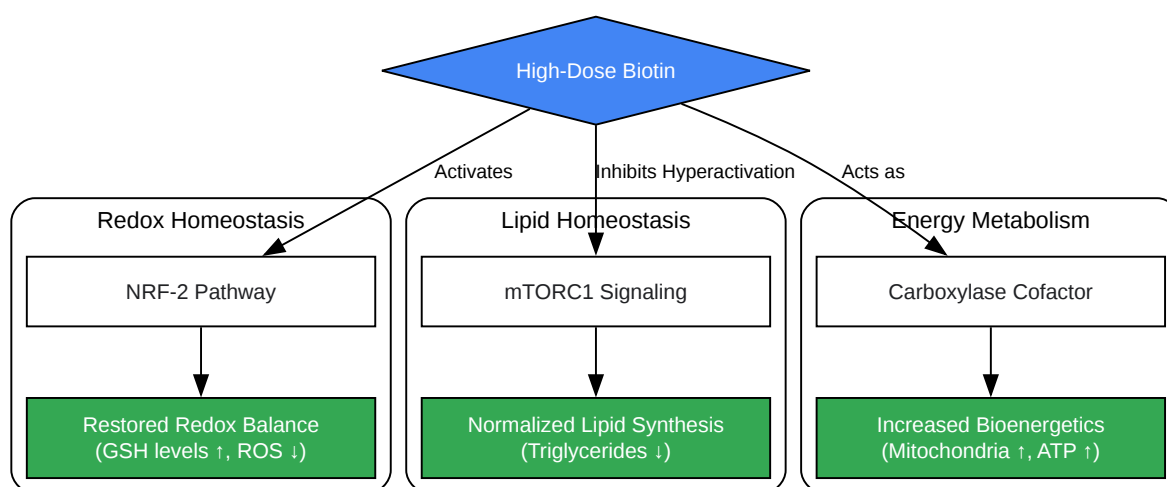 High-Dose Biotin
Activates
Inhibits Hyperactivation
Acts as
Redox Homeostasis
Lipid Homeostasis
Energy Metabolism
NRF-2 Pathway
mTORC1 Signaling
Carboxylase Cofactor
Restored Redox Balance
(GSH levels ↑, ROS ↓)
Normalized Lipid Synthesis
(Triglycerides ↓)
Increased Bioenergetics
(Mitochondria ↑, ATP ↑)